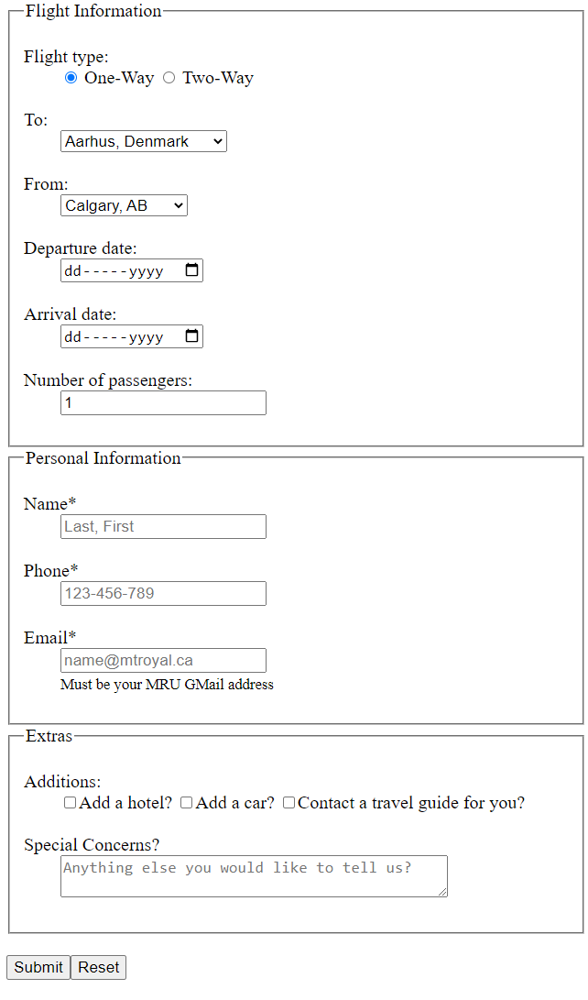 Flight Information
Flight type:
One-Way Two-Way
To:
Aarhus, Denmark
From:
Calgary, AB
Departure date:
dd-----yyyy
Arrival date:
dd-----yyyy
Number of passengers:
1
Personal Information
Name*
Last, First
Phone*
123-456-789
Email*
name@mtroyal.ca
Must be your MRU GMail address
Extras
Additions:
Add a hotel? Add a car? Contact a travel guide for you?
Special Concerns?
Anything else you would like to tell us?
Submit Reset